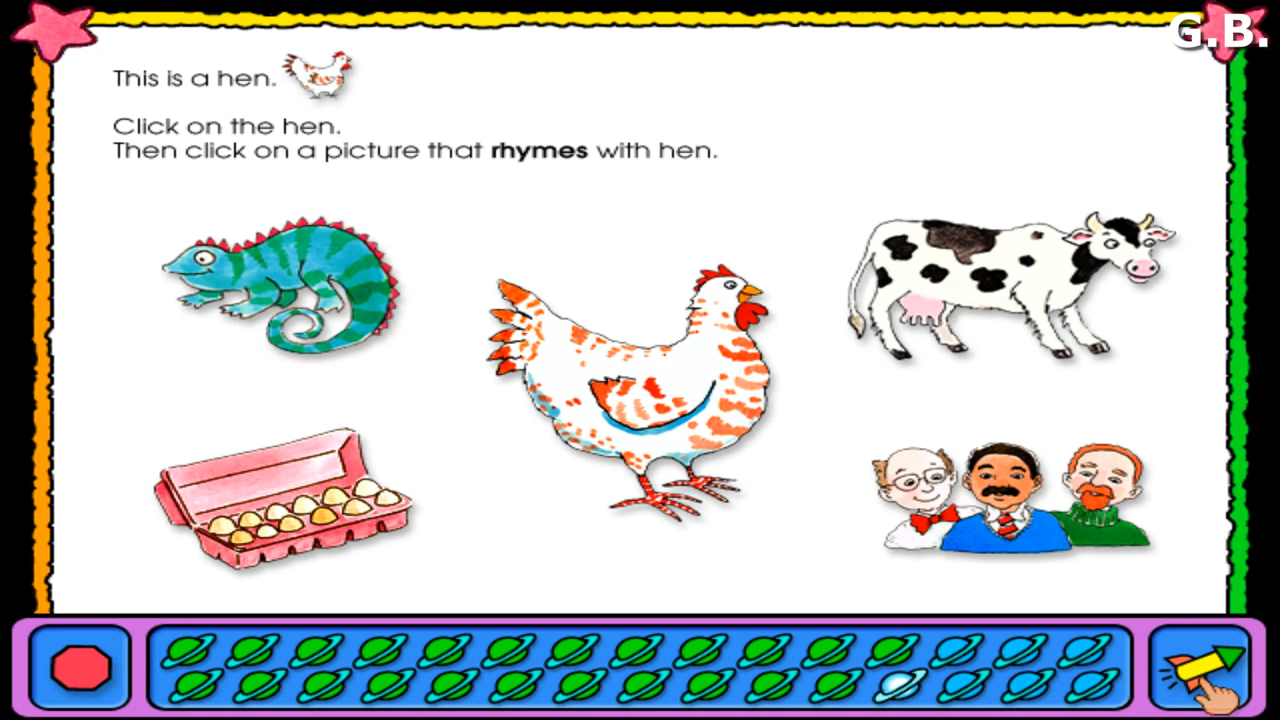 G.B.
This is a hen.
Click on the hen.
Then click on a picture that rhymes with hen.